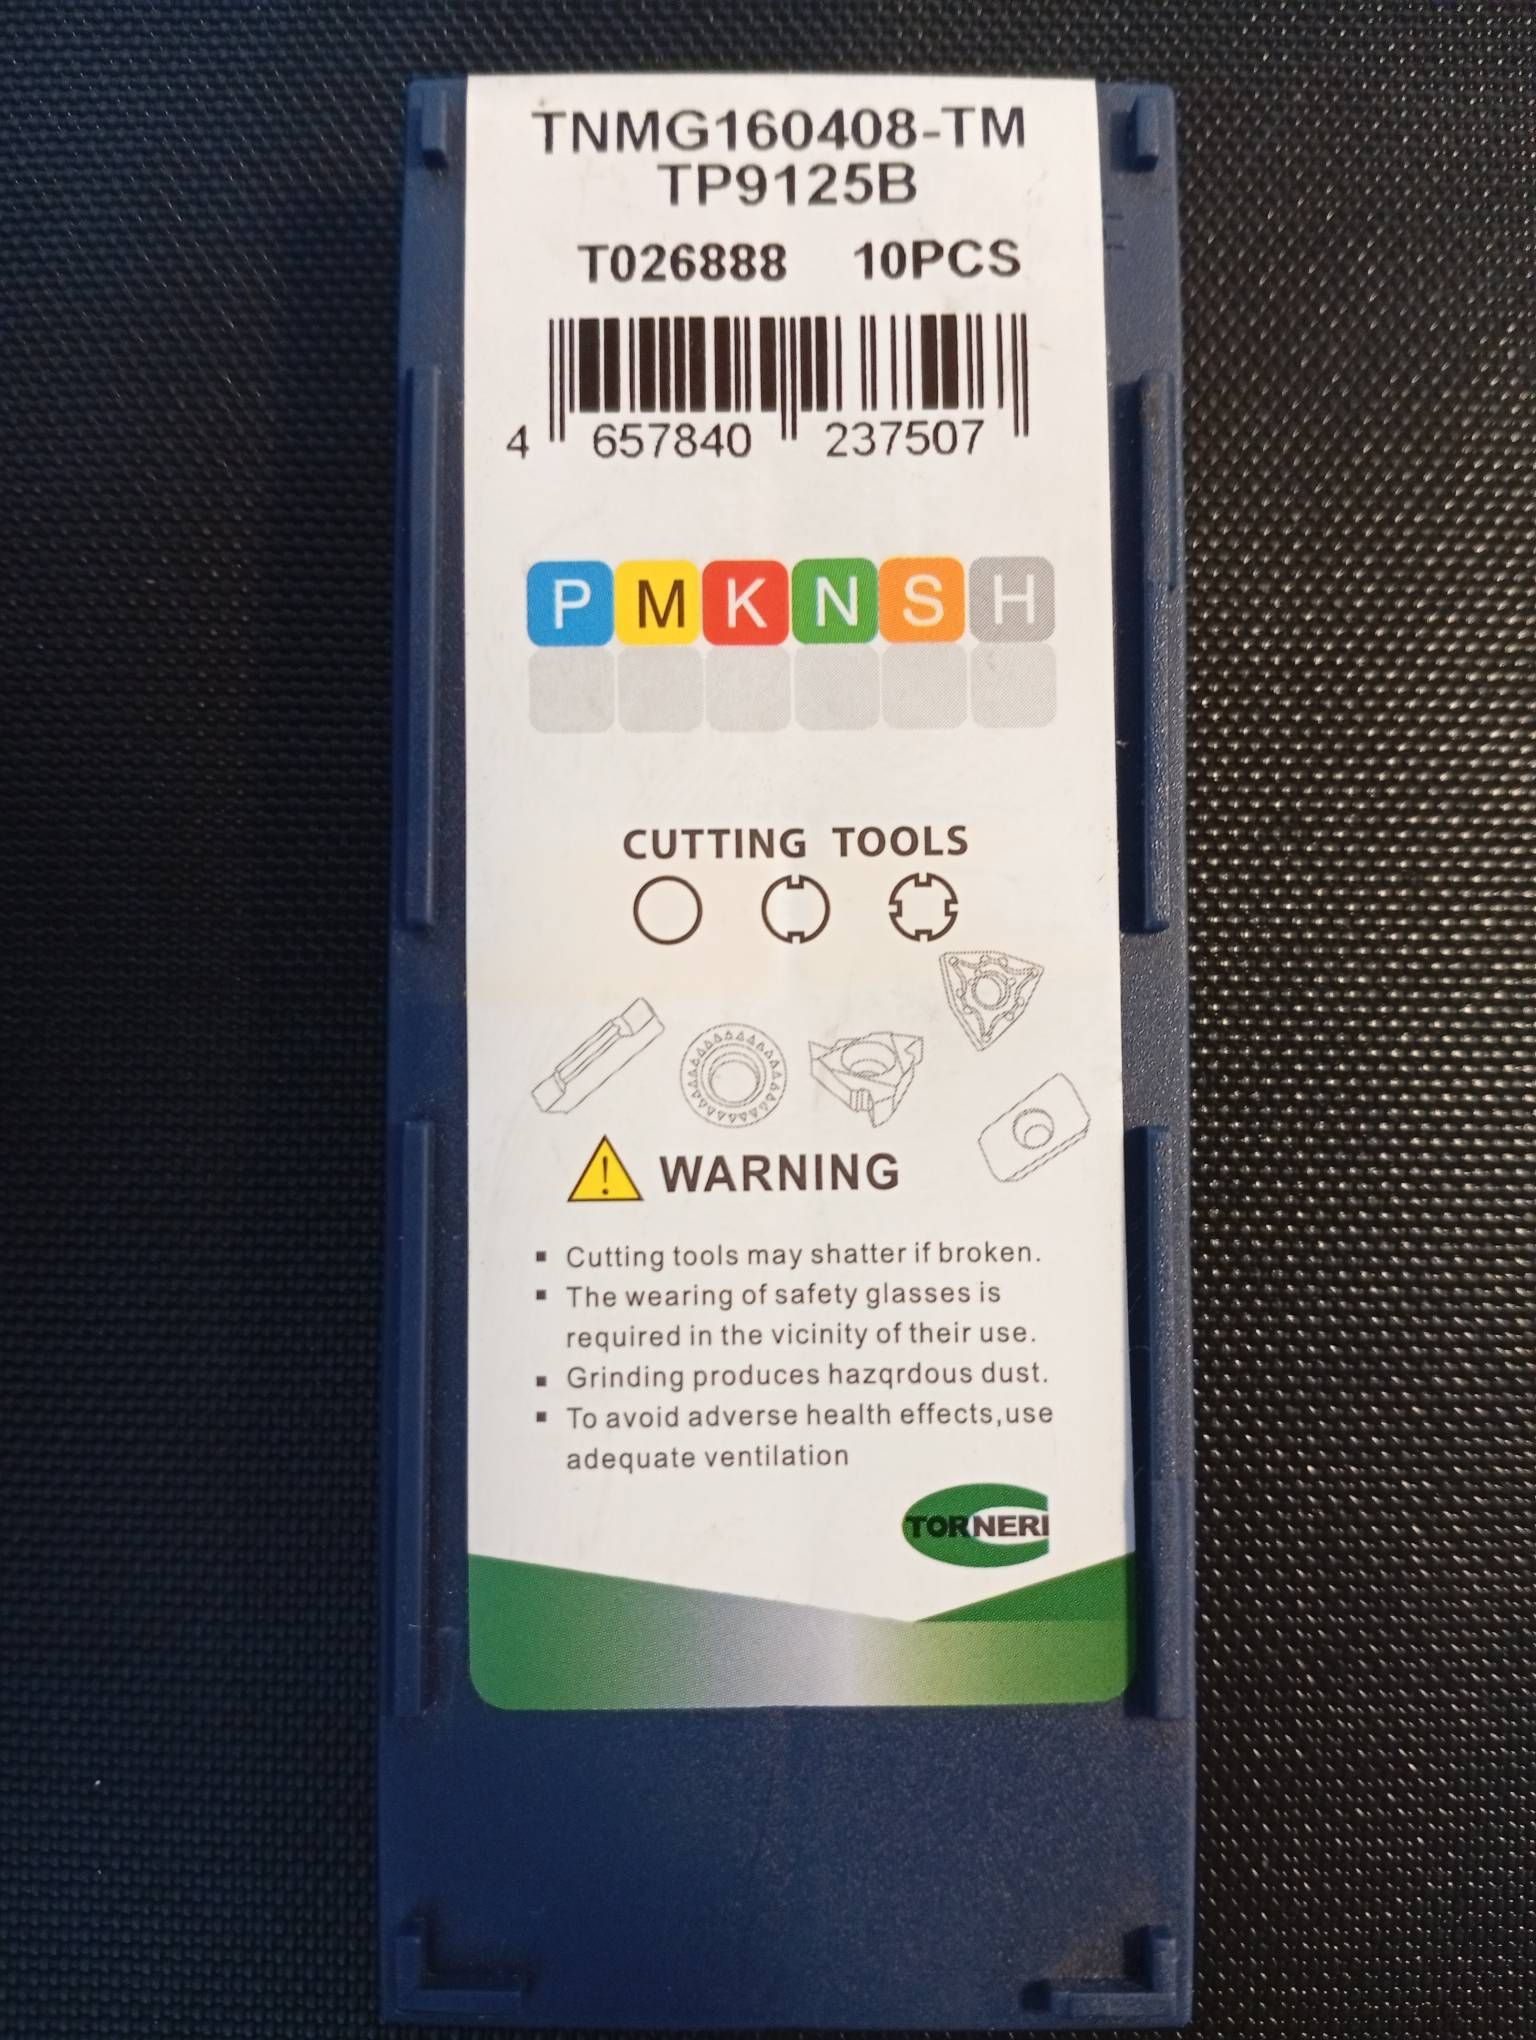 TNMG160408-TM
TP9125B
T026888 10PCS
4 657840 237507
P M K N S H
CUTTING TOOLS
WARNING
▪ Cutting tools may shatter if broken.
▪ The wearing of safety glasses is
required in the vicinity of their use.
▪ Grinding produces hazqrdous dust.
▪ To avoid adverse health effects,use
adequate ventilation
TORNERI